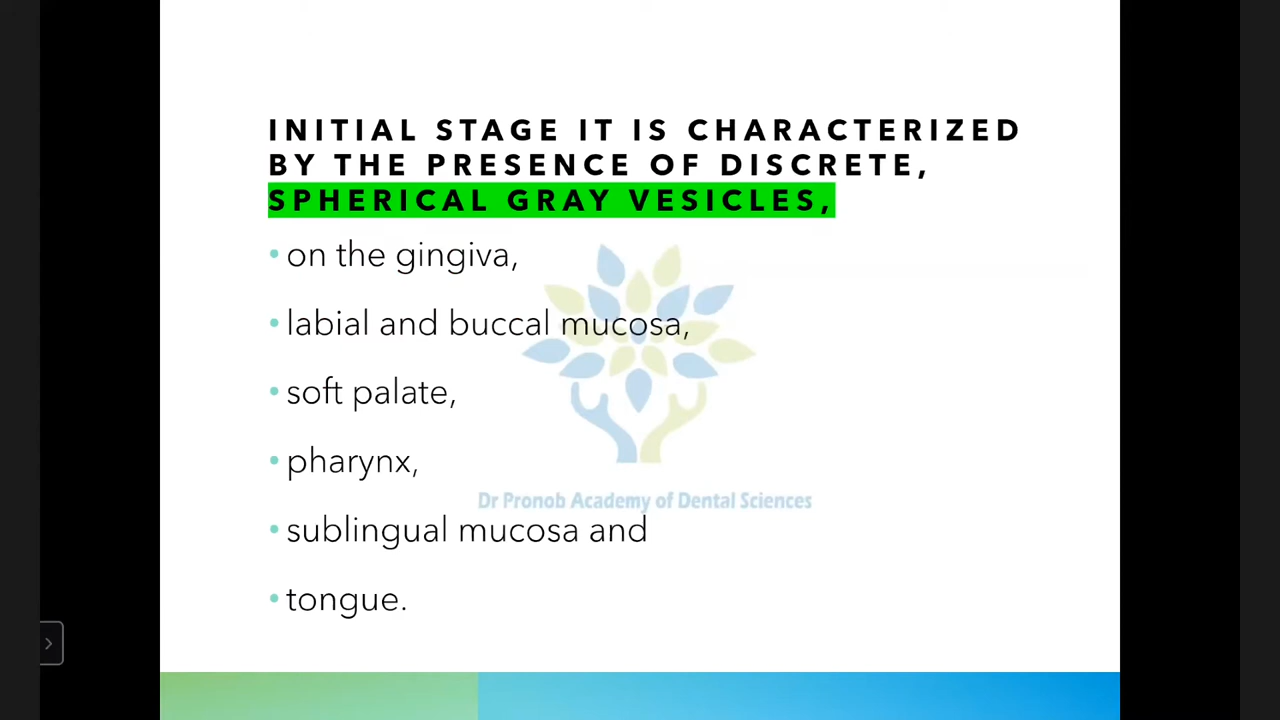 INITIAL STAGE IT IS CHARACTERIZED
BY THE PRESENCE OF DISCRETE,
SPHERICAL GRAY VESICLES,
• on the gingiva,
• labial and buccal mucosa,
• soft palate,
• pharynx,
Dr Pronob Academy of Dental Sciences
• sublingual mucosa and
• tongue.